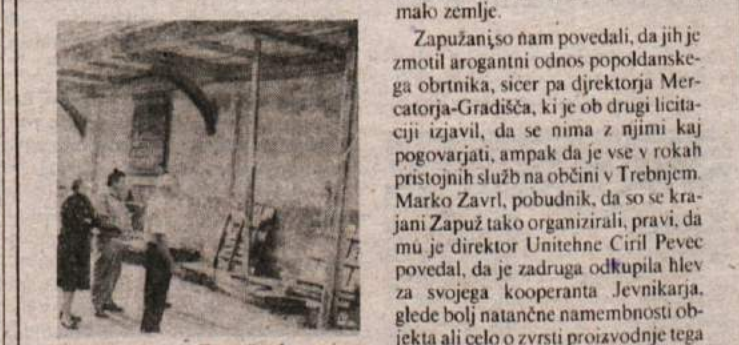 malo zemlje.
Zapužani so nam povedali, da jih je
zmotil arogantni odnos popoldanske-
ga obrtnika, sicer pa direktorja Mer-
catorja-Gradišča, ki je ob drugi licita-
ciji izjavil, da se nima z njimi kaj
pogovarjati, ampak da je vse v rokah
pristojnih služb na občini v Trebnjem.
Marko Zavrl, pobudnik, da so se kra-
jani Zapuž tako organizirali, pravi, da
mu je direktor Unitehne Ciril Pevec
povedal, da je zadruga odkupila hlev
za svojega kooperanta Jevnikarja,
glede bolj natančne namembnosti ob-
jekta ali celo o zvrsti proizvodnje tega